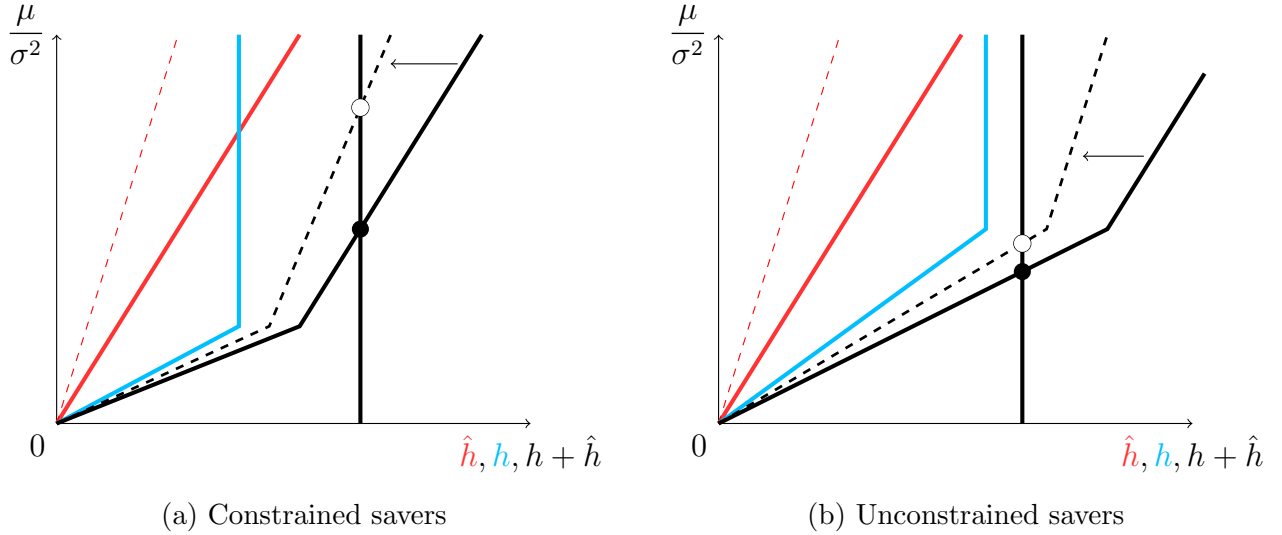 μ/σ² μ/σ²
0 0
ĥ, h, h + ĥ ĥ, h, h + ĥ
(a) Constrained savers (b) Unconstrained savers